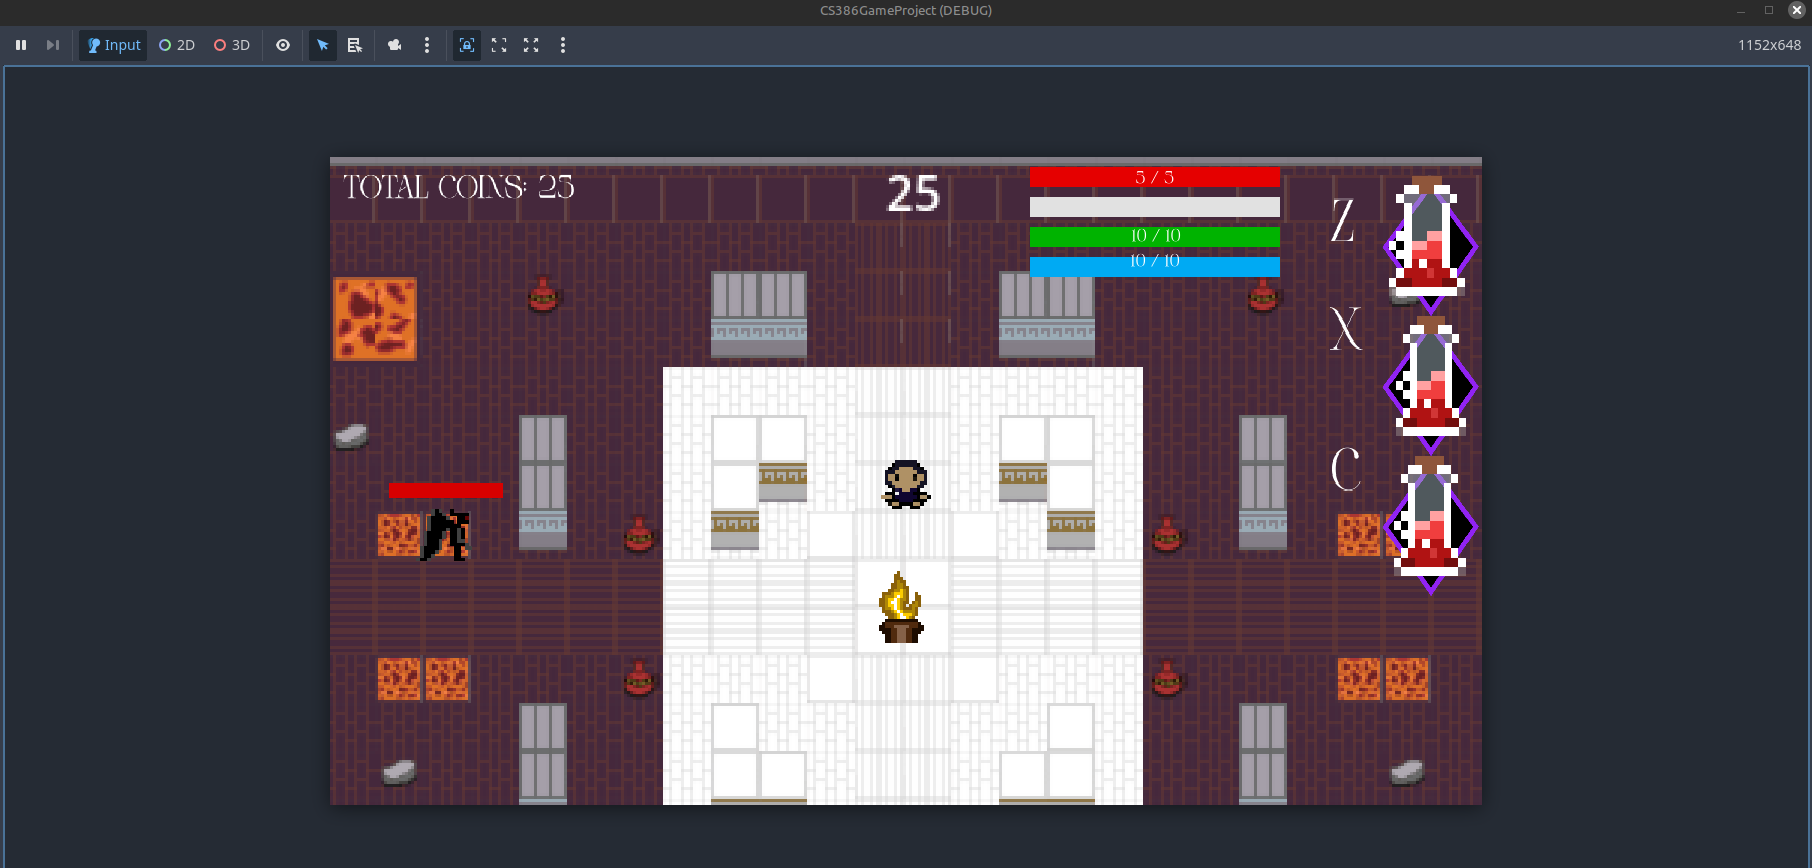 CS386GameProject (DEBUG)
Input 2D 3D 1152x648
TOTAL COINS: 25
25
5 / 5
10 / 10
10 / 10
Z
X
C